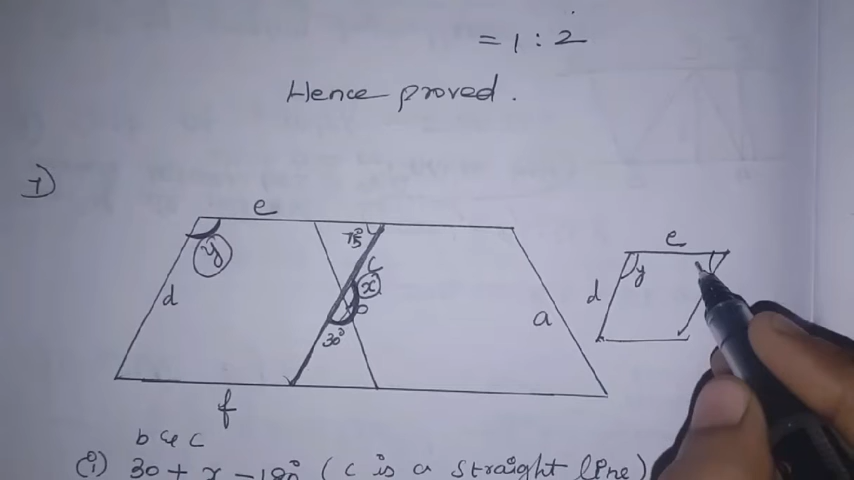 = 1 : 2
Hence proved.
7)
e
75°
y
c
x
d
b
30°
a
f
e
y
d
b & c
(i) 30 + x = 180° (c is a straight line)